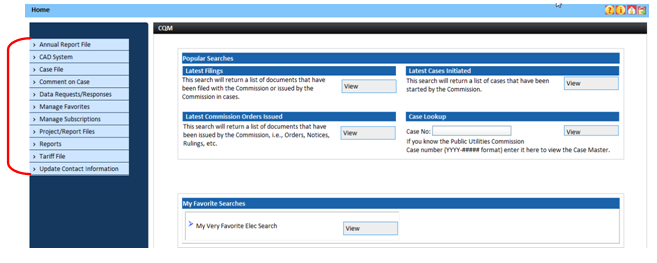 Home
CQM
Annual Report File
CAD System
Case File
Comment on Case
Data Requests/Responses
Manage Favorites
Manage Subscriptions
Project/Report Files
Reports
Tariff File
Update Contact Information
Popular Searches
Latest Filings
This search will return a list of documents that have
been filed with the Commission or issued by the
Commission in cases.
View
Latest Cases Initiated
This search will return a list of cases that have been
started by the Commission.
View
Latest Commission Orders Issued
This search will return a list of documents that have
been issued by the Commission, i.e., Orders, Notices,
Rulings, etc.
View
Case Lookup
Case No:
View
If you know the Public Utilities Commission
Case number (YYYY-##### format) enter it here to view the Case Master.
My Favorite Searches
My Very Favorite Elec Search
View